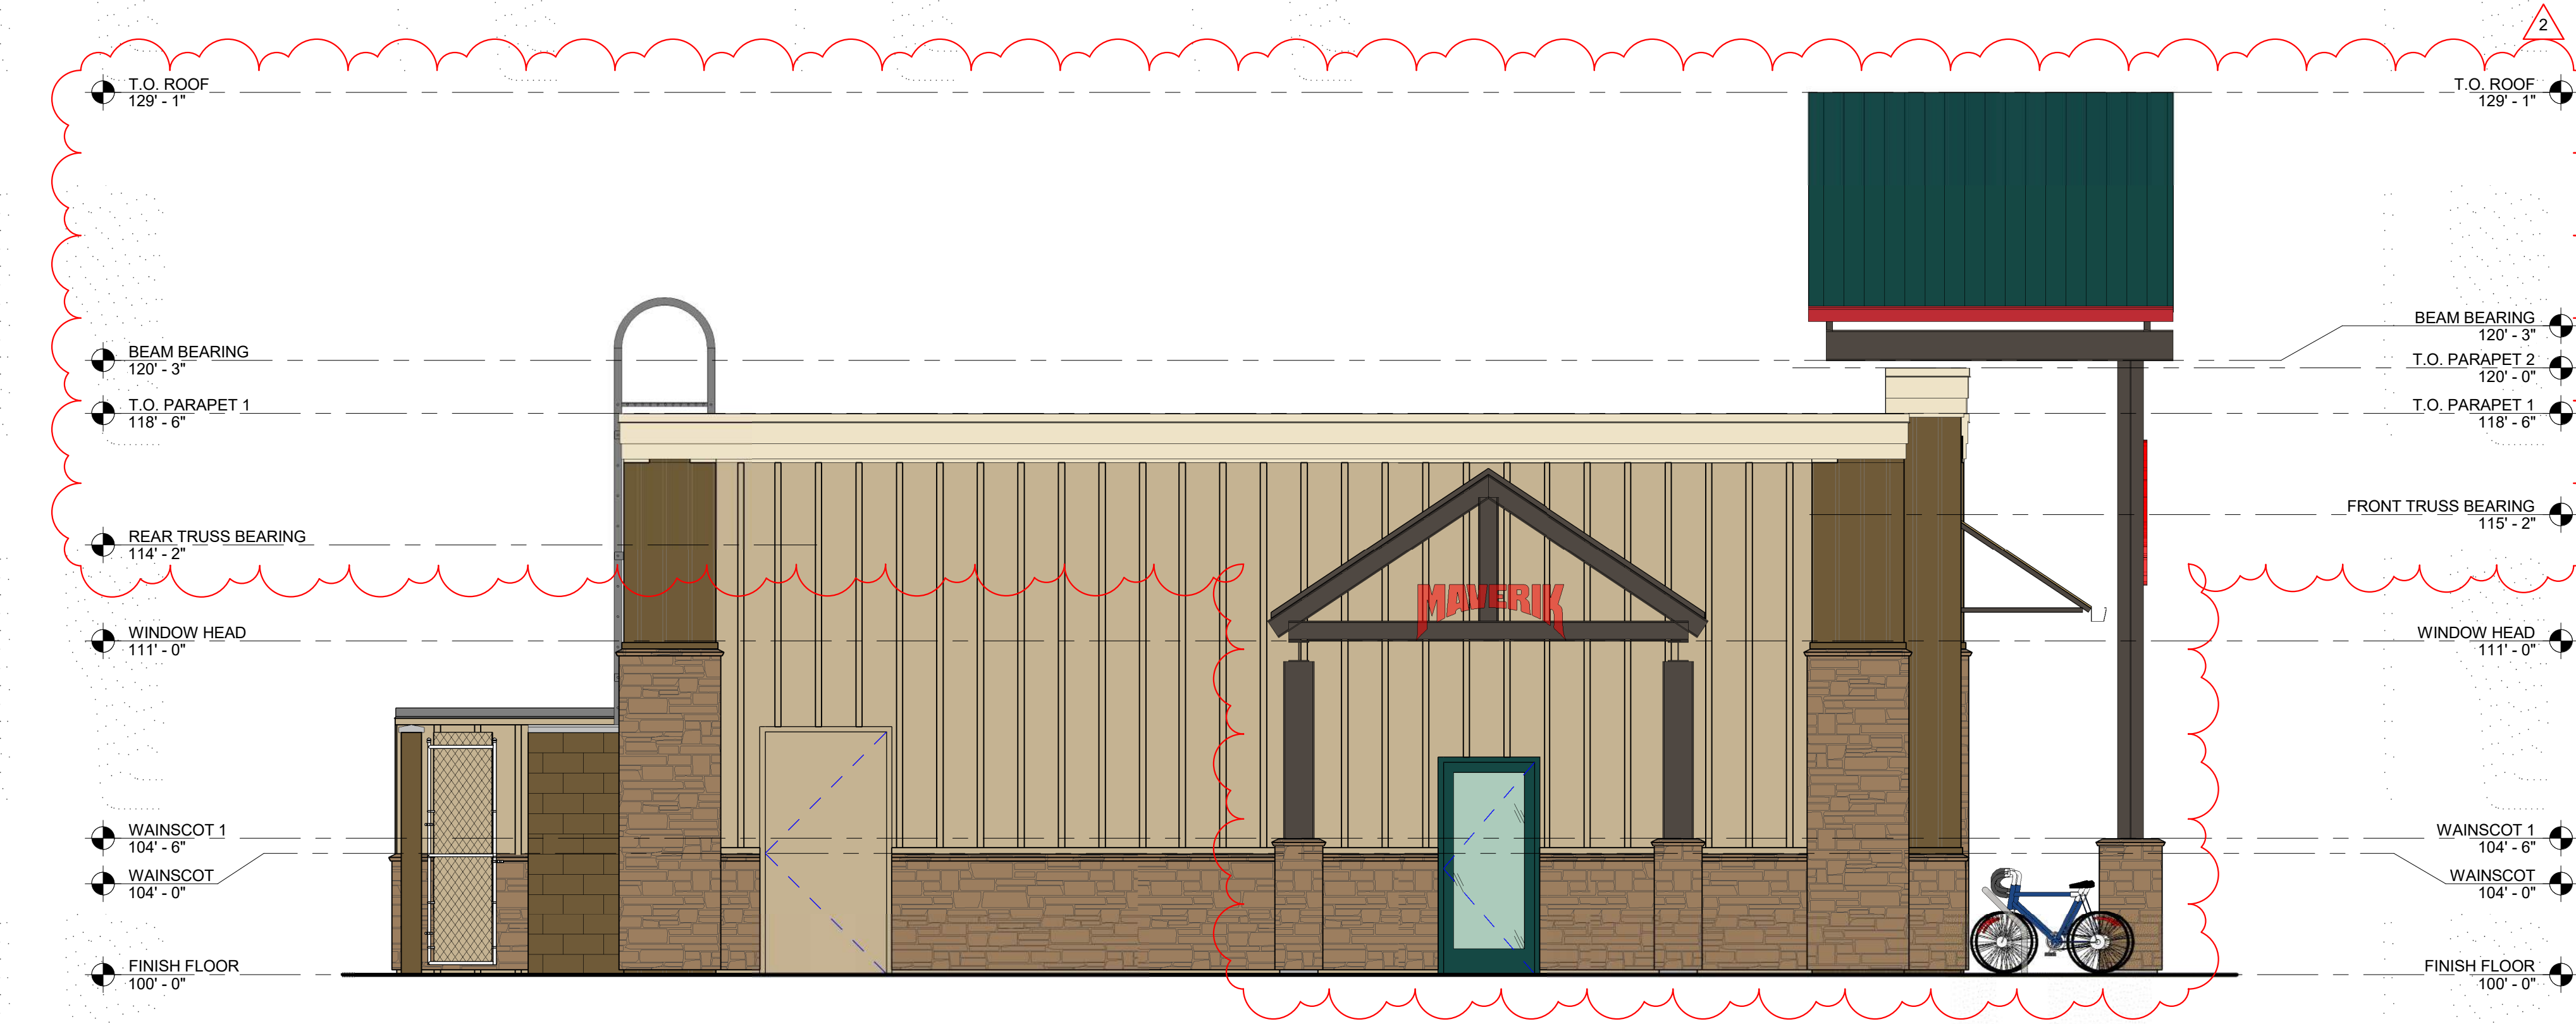 2
T.O. ROOF
129' - 1"
T.O. ROOF
129' - 1"
BEAM BEARING
120' - 3"
BEAM BEARING
120' - 3"
T.O. PARAPET 2
120' - 0"
T.O. PARAPET 1
118' - 6"
T.O. PARAPET 1
118' - 6"
REAR TRUSS BEARING
114' - 2"
FRONT TRUSS BEARING
115' - 2"
MAVERIK
WINDOW HEAD
111' - 0"
WINDOW HEAD
111' - 0"
WAINSCOT 1
104' - 6"
WAINSCOT 1
104' - 6"
WAINSCOT
104' - 0"
WAINSCOT
104' - 0"
FINISH FLOOR
100' - 0"
FINISH FLOOR
100' - 0"